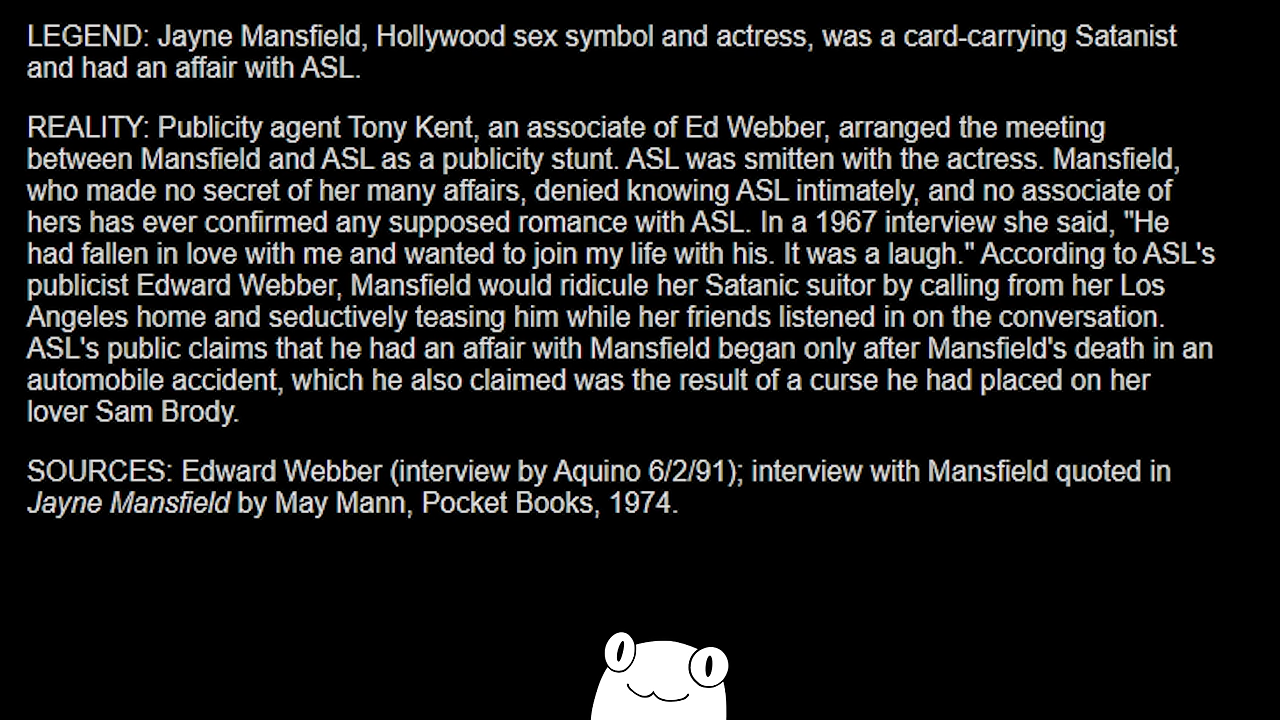 LEGEND: Jayne Mansfield, Hollywood sex symbol and actress, was a card-carrying Satanist
and had an affair with ASL.
REALITY: Publicity agent Tony Kent, an associate of Ed Webber, arranged the meeting
between Mansfield and ASL as a publicity stunt. ASL was smitten with the actress. Mansfield,
who made no secret of her many affairs, denied knowing ASL intimately, and no associate of
hers has ever confirmed any supposed romance with ASL. In a 1967 interview she said, "He
had fallen in love with me and wanted to join my life with his. It was a laugh." According to ASL's
publicist Edward Webber, Mansfield would ridicule her Satanic suitor by calling from her Los
Angeles home and seductively teasing him while her friends listened in on the conversation.
ASL's public claims that he had an affair with Mansfield began only after Mansfield's death in an
automobile accident, which he also claimed was the result of a curse he had placed on her
lover Sam Brody.
SOURCES: Edward Webber (interview by Aquino 6/2/91); interview with Mansfield quoted in
Jayne Mansfield by May Mann, Pocket Books, 1974.